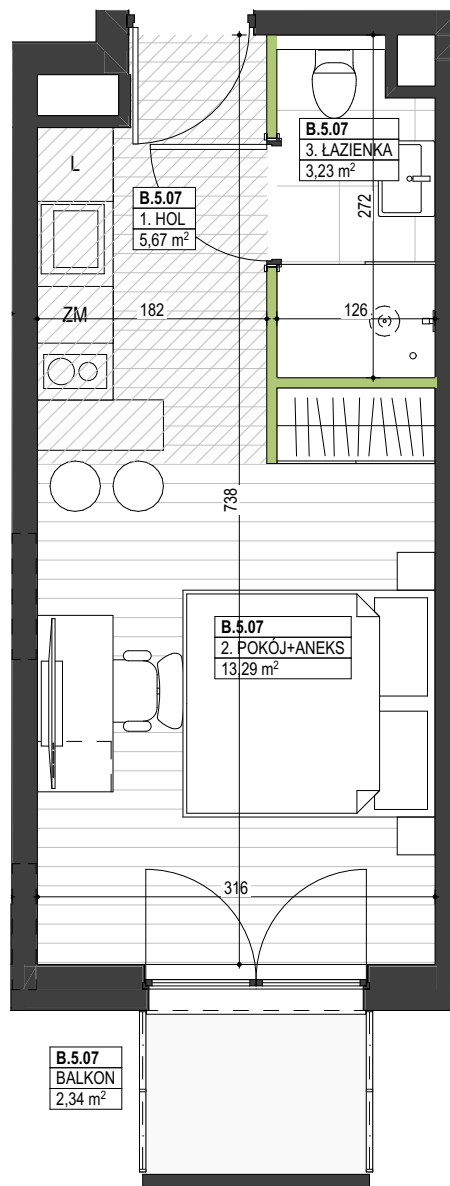 B.5.07
3. ŁAZIENKA
3,23 m²
272
L
B.5.07
1. HOL
5,67 m²
ZM
182
126
738
B.5.07
2. POKÓJ+ANEKS
13,29 m²
316
B.5.07
BALKON
2,34 m²